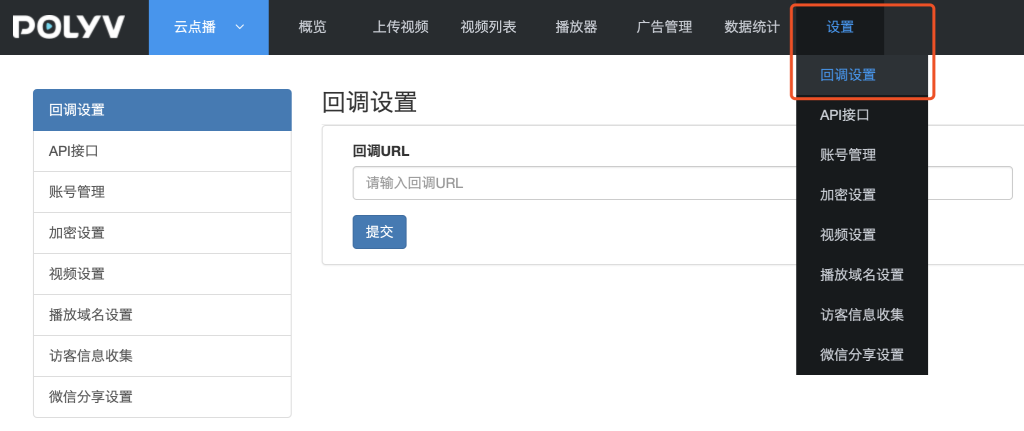 POLYV
云点播
概览
上传视频
视频列表
播放器
广告管理
数据统计
设置
回调设置
API接口
账号管理
加密设置
视频设置
播放域名设置
访客信息收集
微信分享设置
回调设置
API接口
账号管理
加密设置
视频设置
播放域名设置
访客信息收集
微信分享设置
回调设置
回调URL
请输入回调URL
提交